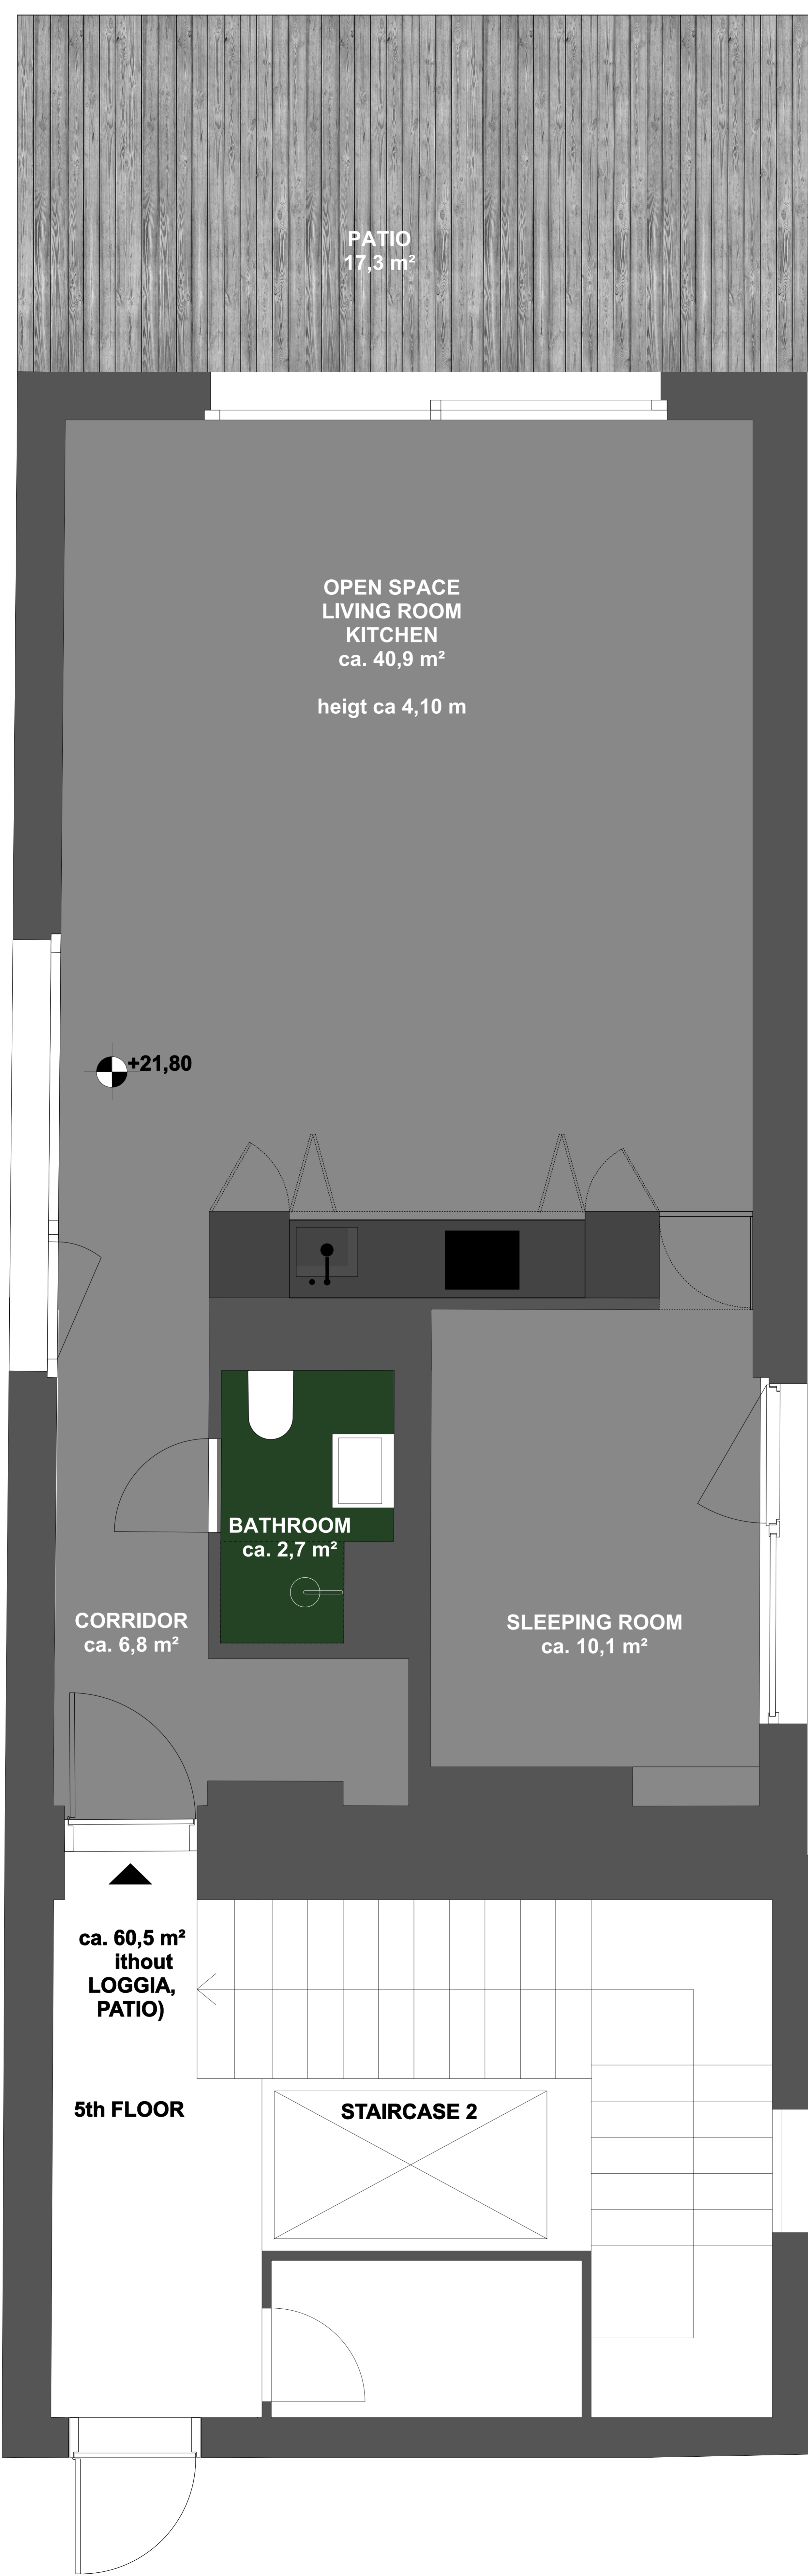 PATIO
17,3 m²
OPEN SPACE
LIVING ROOM
KITCHEN
ca. 40,9 m²
heigt ca 4,10 m
+21,80
BATHROOM
ca. 2,7 m²
CORRIDOR
ca. 6,8 m²
SLEEPING ROOM
ca. 10,1 m²
ca. 60,5 m²
ithout
LOGGIA,
PATIO)
5th FLOOR
STAIRCASE 2